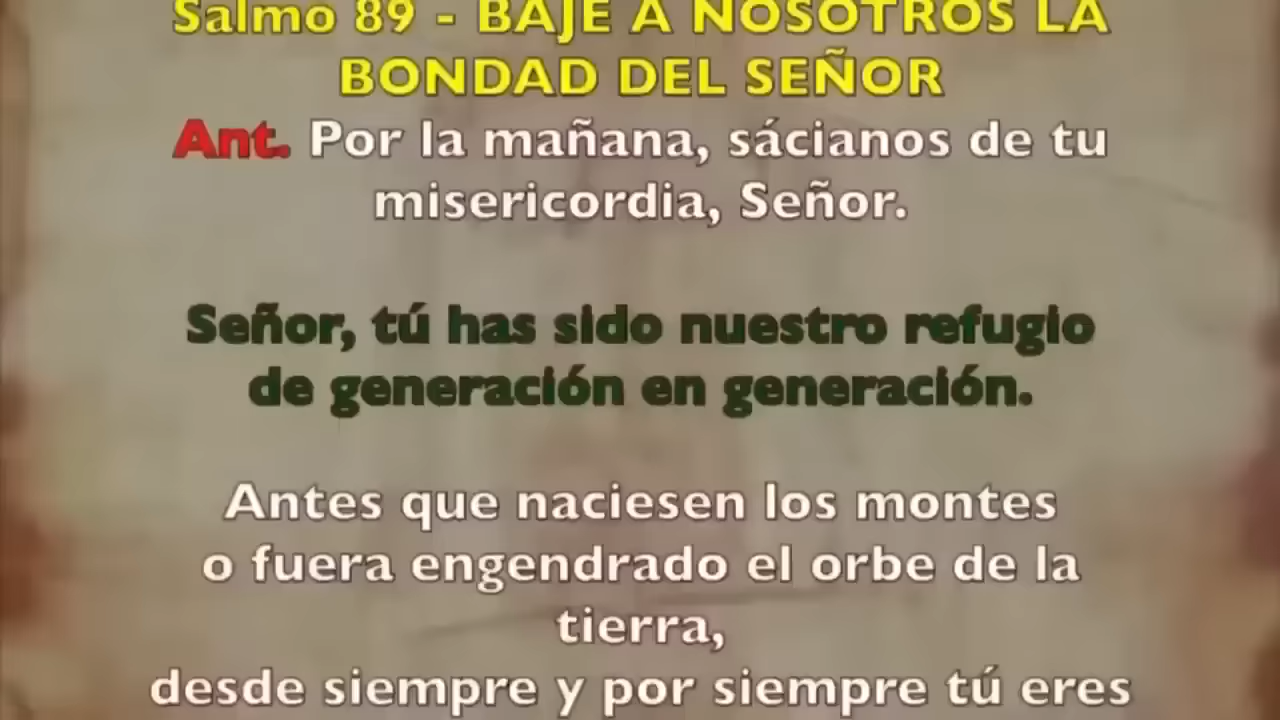 Salmo 89 - BAJE A NOSOTROS LA
BONDAD DEL SEÑOR
Ant. Por la mañana, sácianos de tu
misericordia, Señor.
Señor, tú has sido nuestro refugio
de generación en generación.
Antes que naciesen los montes
o fuera engendrado el orbe de la
tierra,
desde siempre y por siempre tú eres